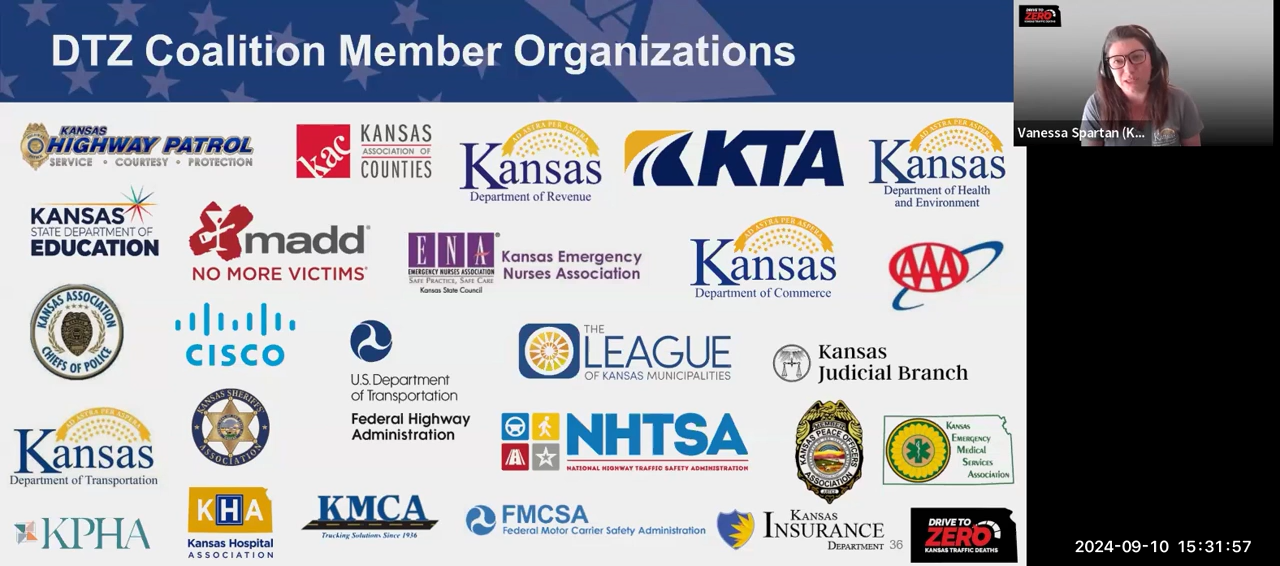 DTZ Coalition Member Organizations
DRIVE TO
ZERO
KANSAS TRAFFIC DEATHS
Vanessa Spartan (K...
KANSAS
HIGHWAY PATROL
SERVICE • COURTESY • PROTECTION
kac
KANSAS
ASSOCIATION OF
COUNTIES
AD ASTRA PER ASPERA
Kansas
Department of Revenue
KTA
AD ASTRA PER ASPERA
Kansas
Department of Health
and Environment
KANSAS
STATE DEPARTMENT OF
EDUCATION
madd
NO MORE VICTIMS®
ENA®
EMERGENCY NURSES ASSOCIATION
SAFE PRACTICE, SAFE CARE
Kansas State Council
Kansas Emergency
Nurses Association
AD ASTRA PER ASPERA
Kansas
Department of Commerce
AAA
KANSAS ASSOCIATION
CHIEFS OF POLICE
CISCO
U.S. Department
of Transportation
Federal Highway
Administration
THE
LEAGUE
OF KANSAS MUNICIPALITIES
Kansas
Judicial Branch
AD ASTRA PER ASPERA
Kansas
Department of Transportation
KANSAS SHERIFFS'
ASSOCIATION
NHTSA
NATIONAL HIGHWAY TRAFFIC SAFETY ADMINISTRATION
MEMBER
KANSAS PEACE OFFICERS
ASSOCIATION
Kansas
Emergency
Medical
Services
Association
KPHA
KHA
Kansas Hospital
ASSOCIATION
KMCA
Trucking Solutions Since 1936
FMCSA
Federal Motor Carrier Safety Administration
KANSAS
INSURANCE
DEPARTMENT
36
DRIVE TO
ZERO
KANSAS TRAFFIC DEATHS
2024-09-10 15:31:57